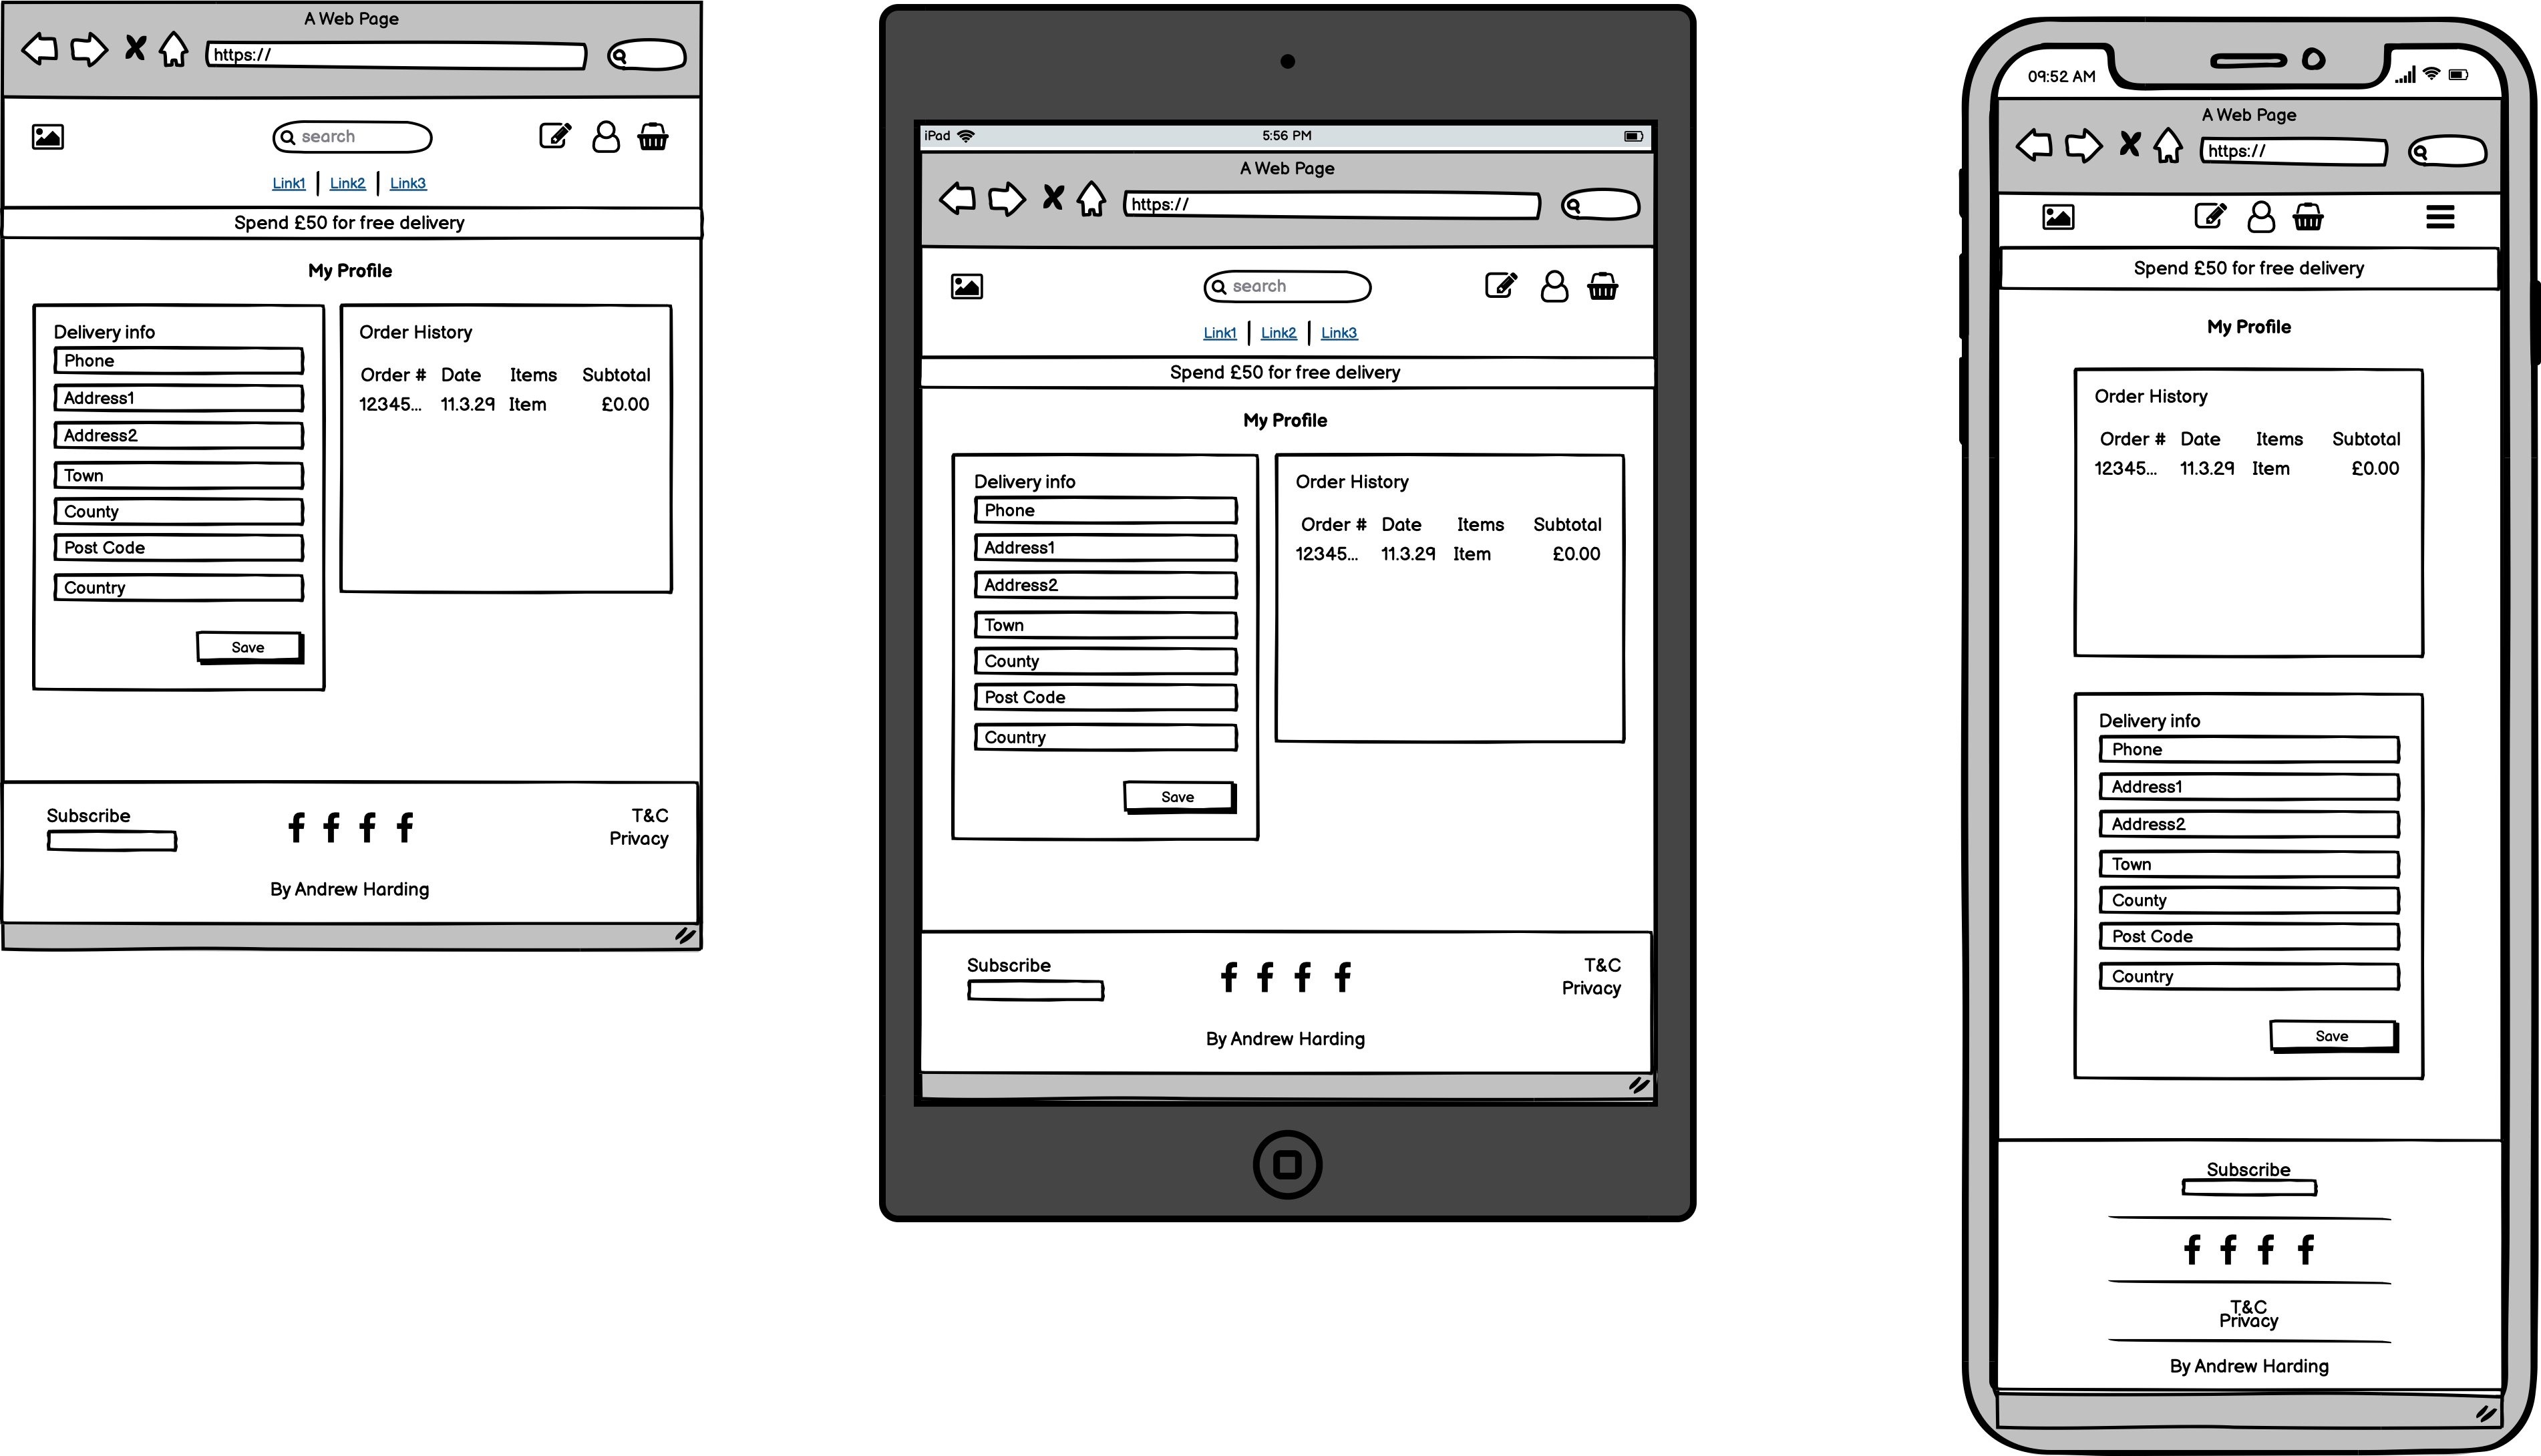 A Web Page
https://
search
Link1 Link2 Link3
Spend £50 for free delivery
My Profile
Delivery info
Phone
Address1
Address2
Town
County
Post Code
Country
Save
Order History
Order # Date Items Subtotal
12345... 11.3.29 Item £0.00
Subscribe
T&C
Privacy
By Andrew Harding
iPad 5:56 PM
A Web Page
https://
search
Link1 Link2 Link3
Spend £50 for free delivery
My Profile
Delivery info
Phone
Address1
Address2
Town
County
Post Code
Country
Save
Order History
Order # Date Items Subtotal
12345... 11.3.29 Item £0.00
Subscribe
T&C
Privacy
By Andrew Harding
09:52 AM
A Web Page
https://
Spend £50 for free delivery
My Profile
Order History
Order # Date Items Subtotal
12345... 11.3.29 Item £0.00
Delivery info
Phone
Address1
Address2
Town
County
Post Code
Country
Save
Subscribe
T&C
Privacy
By Andrew Harding